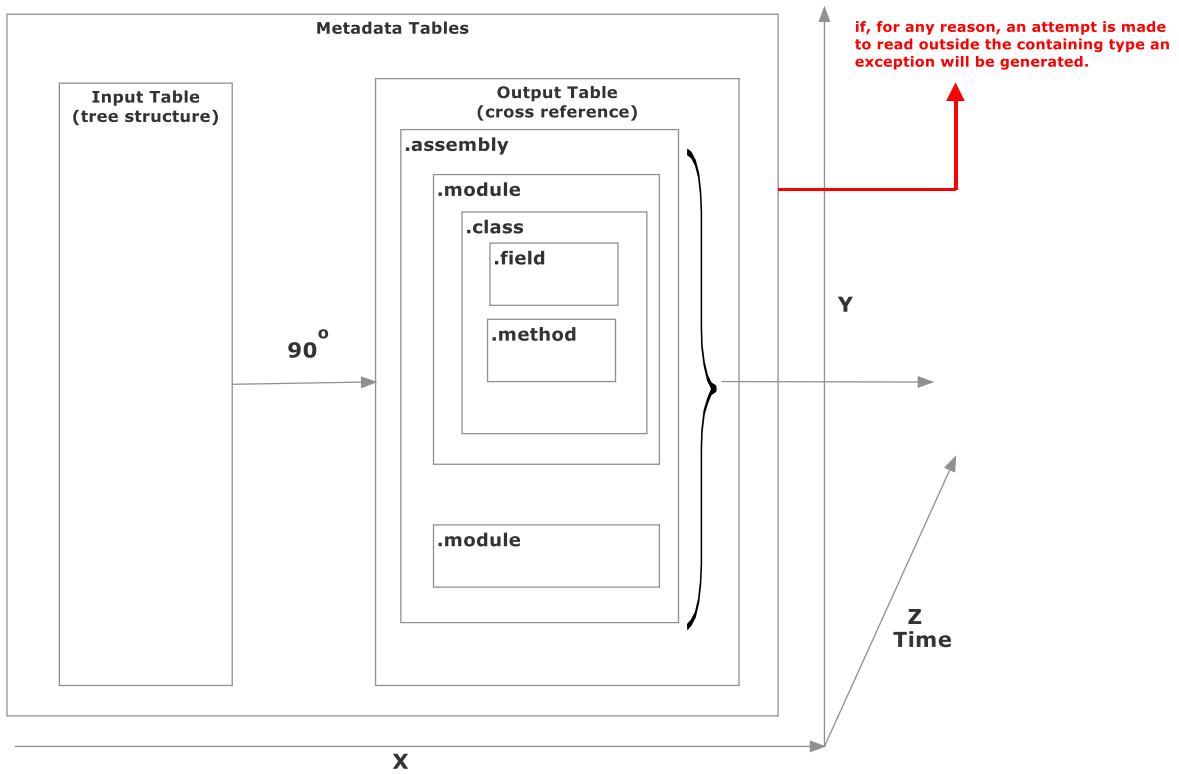 Metadata Tables
if, for any reason, an attempt is made
to read outside the containing type an
exception will be generated.
Input Table
(tree structure)
Output Table
(cross reference)
.assembly
.module
.class
.field
.method
90°
Y
.module
Z
Time
X